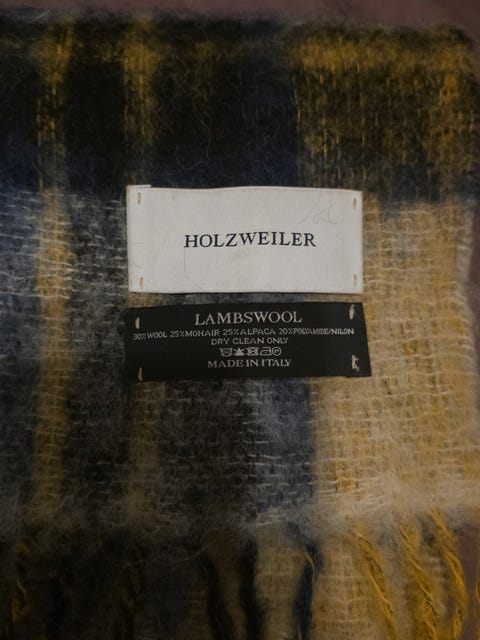 HOLZWEILER
LAMBSWOOL
30%WOOL 25%MOHAIR 25%ALPACA 20%POLYAMIDE/NILON
DRY CLEAN ONLY
MADE IN ITALY